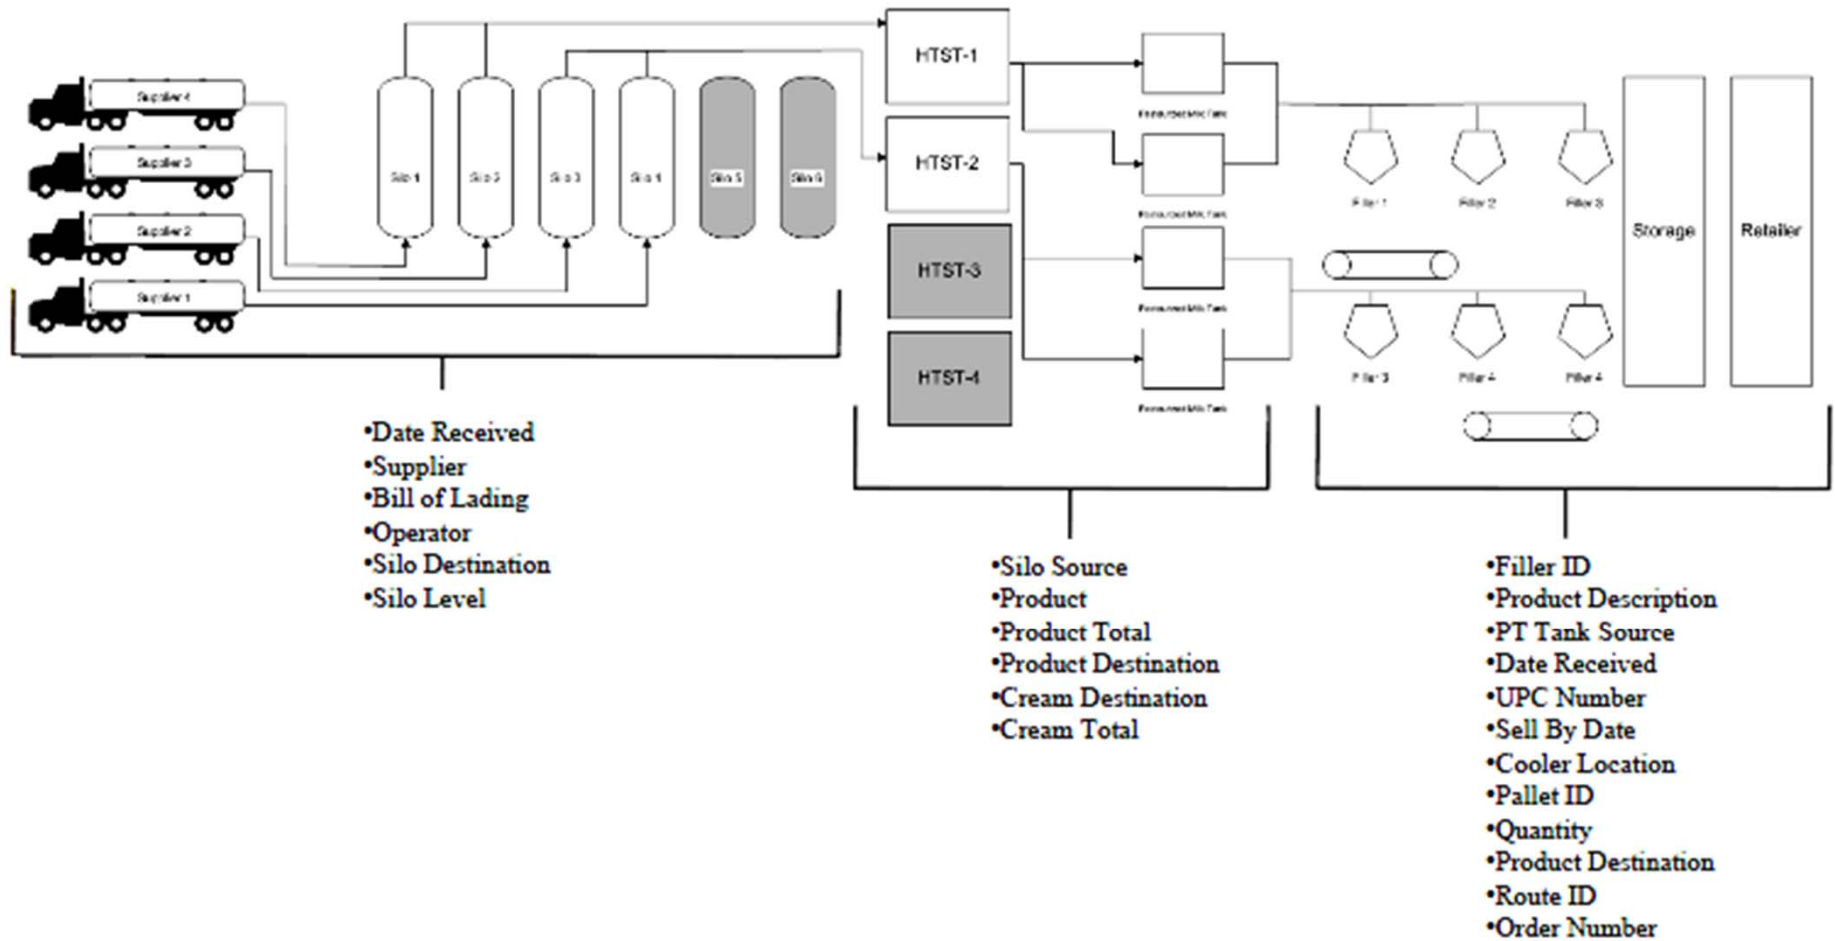 Supplier 4
Supplier 3
Supplier 2
Supplier 1
Silo 1
Silo 2
Silo 3
Silo 4
Silo 5
Silo 6
HTST-1
HTST-2
HTST-3
HTST-4
Filler 1
Filler 2
Filler 3
Filler 3
Filler 4
Filler 4
Storage
Retailer
•Date Received
•Supplier
•Bill of Lading
•Operator
•Silo Destination
•Silo Level
•Silo Source
•Product
•Product Total
•Product Destination
•Cream Destination
•Cream Total
•Filler ID
•Product Description
•PT Tank Source
•Date Received
•UPC Number
•Sell By Date
•Cooler Location
•Pallet ID
•Quantity
•Product Destination
•Route ID
•Order Number